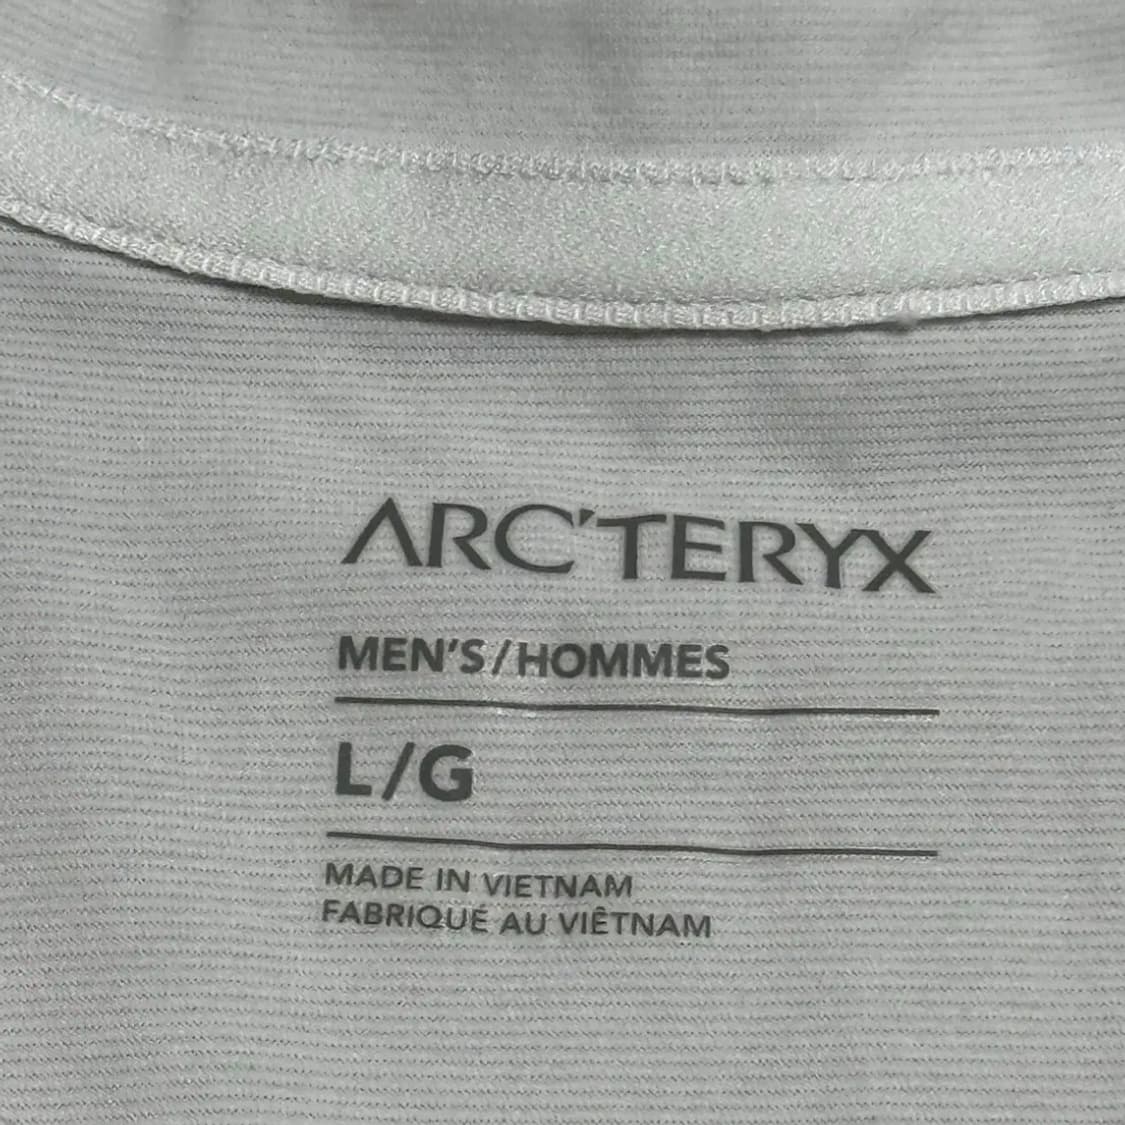 ARC'TERYX
MEN'S/HOMMES
L/G
MADE IN VIETNAM
FABRIQUÉ AU VIÊTNAM